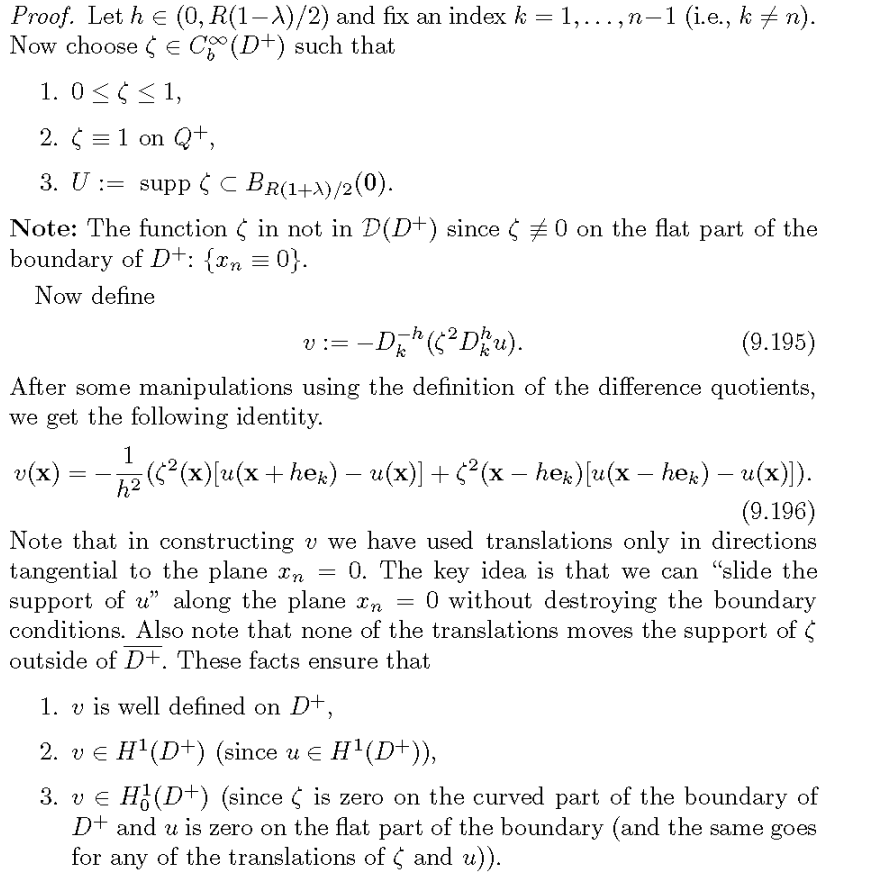 Proof. Let h ∈ (0, R(1−λ)/2) and fix an index k = 1, . . . , n−1 (i.e., k ≠ n).
Now choose ζ ∈ C_b^∞(D⁺) such that
1. 0 ≤ ζ ≤ 1,
2. ζ ≡ 1 on Q⁺,
3. U := supp ζ ⊂ B_{R(1+λ)/2}(0).
Note: The function ζ in not in 𝒟(D⁺) since ζ ≢ 0 on the flat part of the
boundary of D⁺: {x_n ≡ 0}.
Now define
v := −D_k^{−h}(ζ²D_k^h u). (9.195)
After some manipulations using the definition of the difference quotients,
we get the following identity.
v(x) = −\frac{1}{h²}(ζ²(x)[u(x + he_k) − u(x)] + ζ²(x − he_k)[u(x − he_k) − u(x)]).
(9.196)
Note that in constructing v we have used translations only in directions
tangential to the plane x_n = 0. The key idea is that we can “slide the
support of u” along the plane x_n = 0 without destroying the boundary
conditions. Also note that none of the translations moves the support of ζ
outside of \overline{D⁺}. These facts ensure that
1. v is well defined on D⁺,
2. v ∈ H¹(D⁺) (since u ∈ H¹(D⁺)),
3. v ∈ H_0^1(D⁺) (since ζ is zero on the curved part of the boundary of
D⁺ and u is zero on the flat part of the boundary (and the same goes
for any of the translations of ζ and u)).